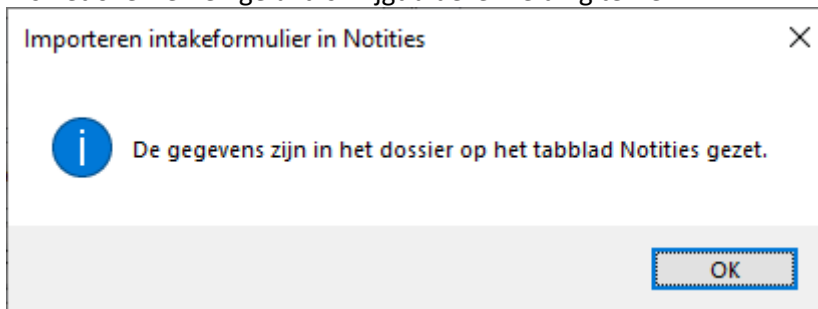 Importeren intakeformulier in Notities
De gegevens zijn in het dossier op het tabblad Notities gezet.
OK